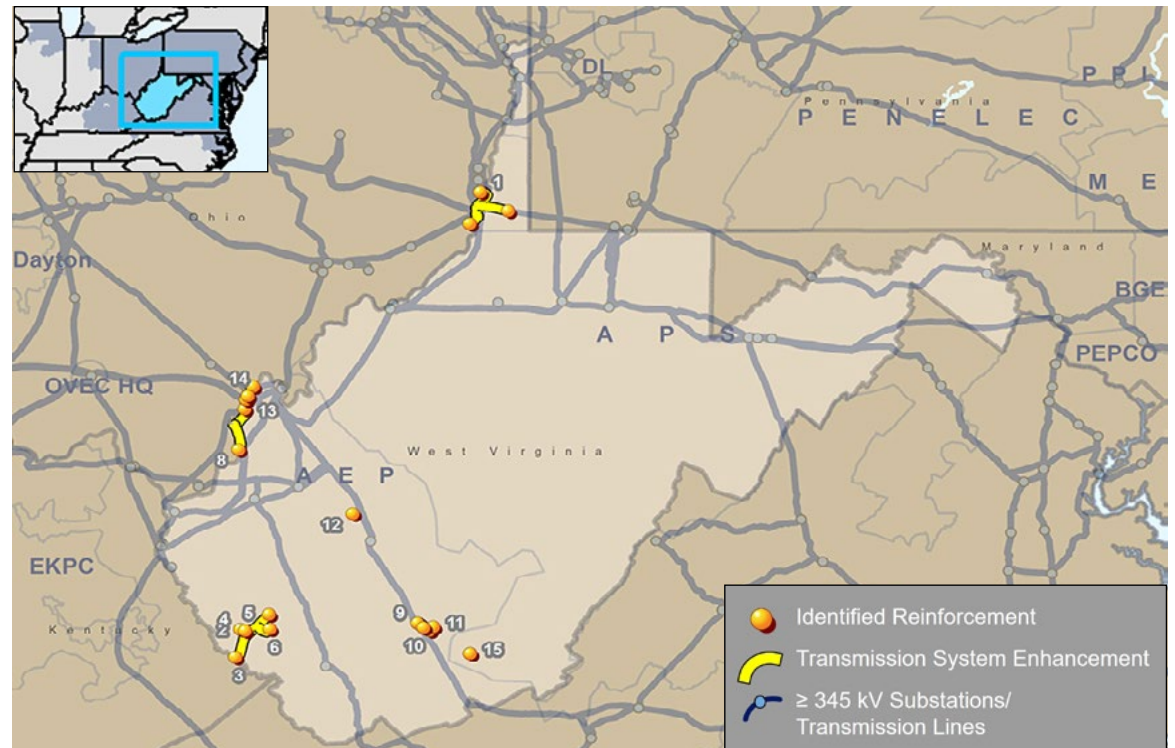 DL
PPL
Pennsylvania
PENELEC
ME
1
Ohio
Maryland
Dayton
BGE
APS
PEPCO
OVEC HQ
14
13
West Virginia
8
AEP
12
EKPC
Kentucky
4
5
2
6
3
9
11
10
15
Identified Reinforcement
Transmission System Enhancement
≥ 345 kV Substations/
Transmission Lines